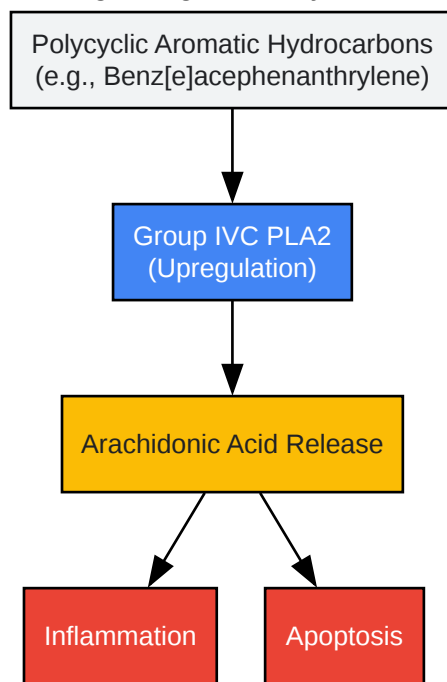 Polycyclic Aromatic Hydrocarbons
(e.g., Benz[e]acephenanthrylene)
Group IVC PLA2
(Upregulation)
Arachidonic Acid Release
Inflammation
Apoptosis